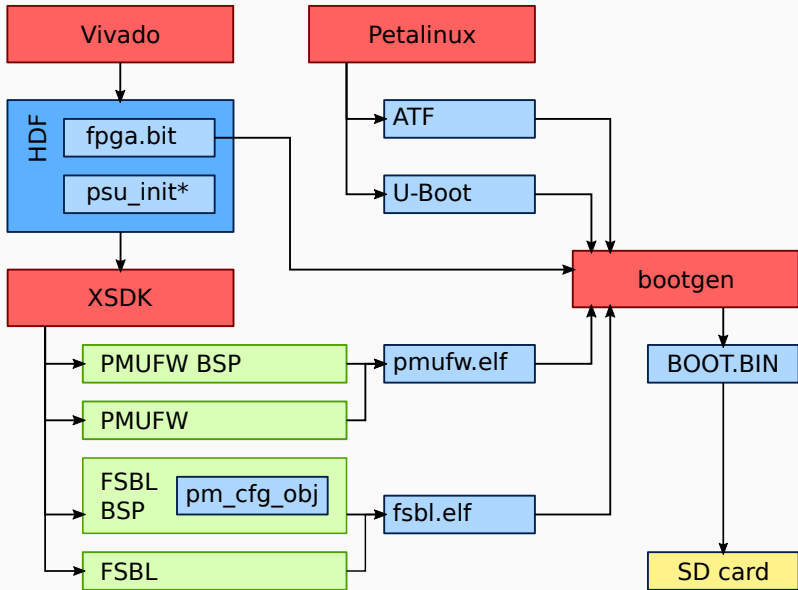 Vivado
Petalinux
HDF
fpga.bit
psu_init*
ATF
U-Boot
bootgen
XSDK
PMUFW BSP
pmufw.elf
BOOT.BIN
PMUFW
FSBL
BSP
pm_cfg_obj
fsbl.elf
FSBL
SD card